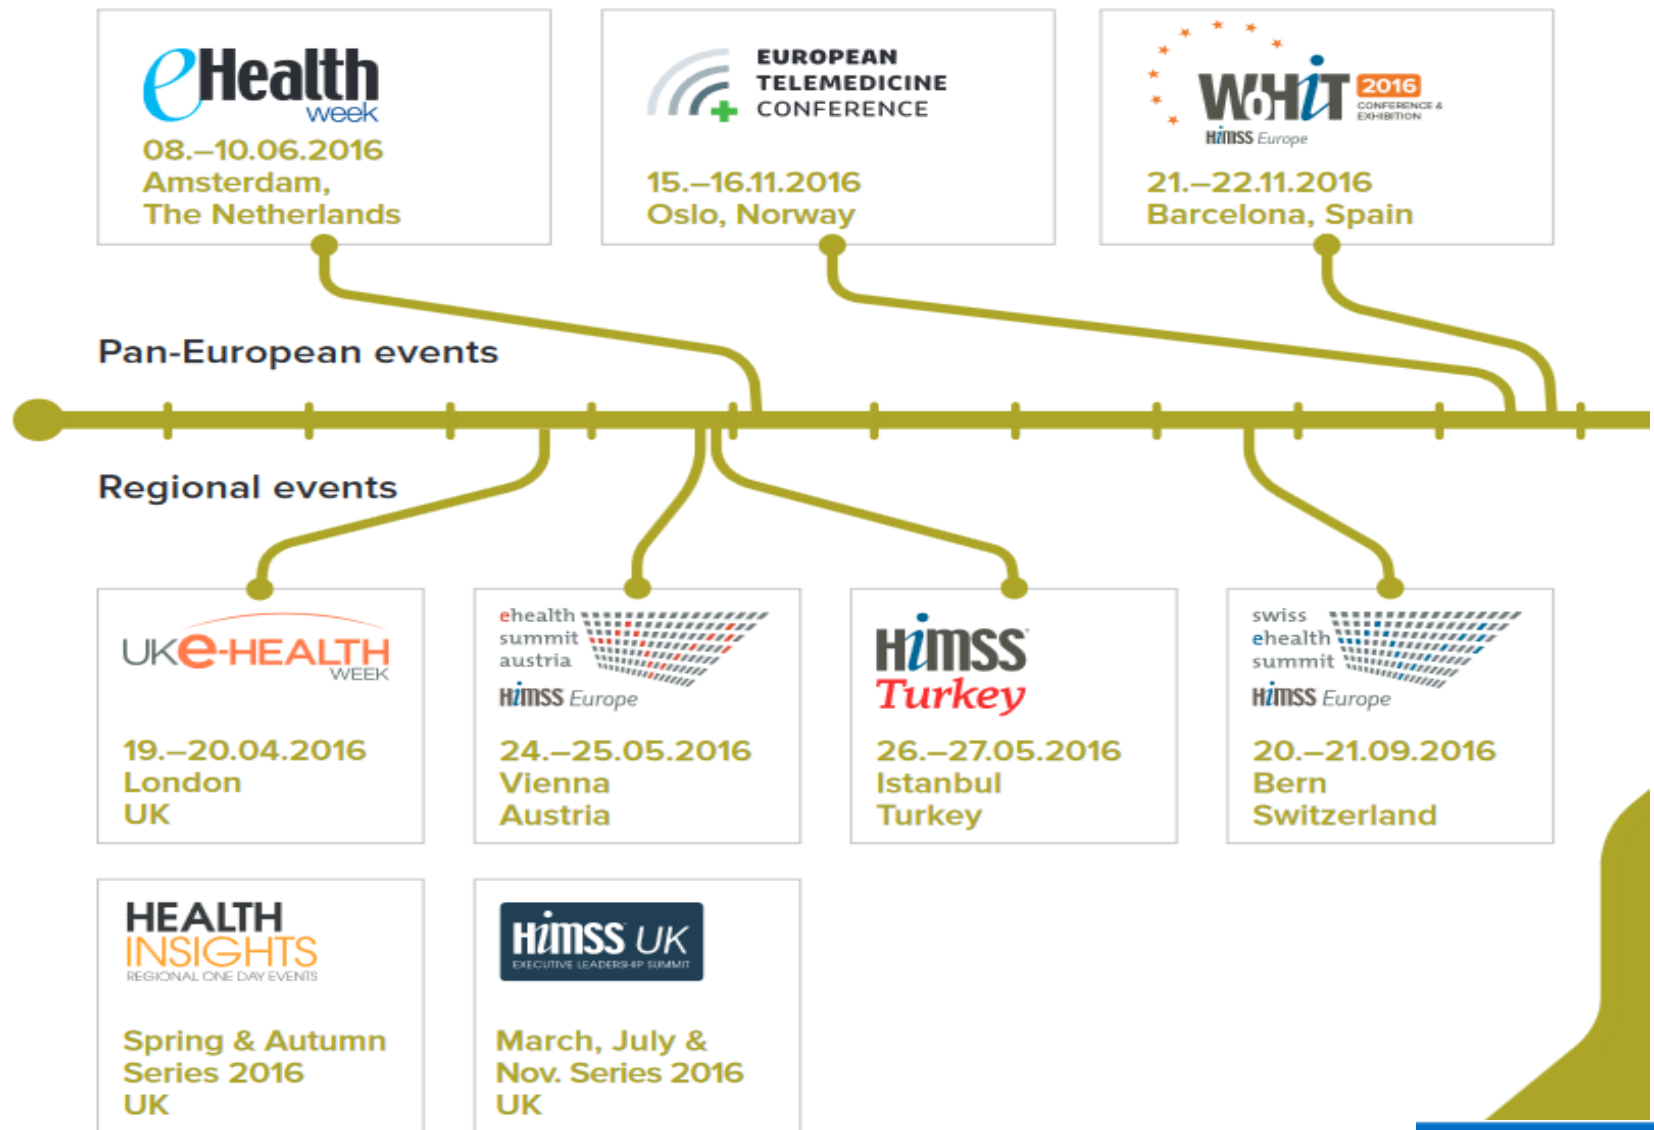 eHealth
week
08.–10.06.2016
Amsterdam,
The Netherlands
EUROPEAN
TELEMEDICINE
CONFERENCE
15.–16.11.2016
Oslo, Norway
WoHiT 2016
CONFERENCE &
EXHIBITION
HiMSS Europe
21.–22.11.2016
Barcelona, Spain
Pan-European events
Regional events
UK e-HEALTH
WEEK
19.–20.04.2016
London
UK
ehealth
summit
austria
HiMSS Europe
24.–25.05.2016
Vienna
Austria
HiMSS
Turkey
26.–27.05.2016
Istanbul
Turkey
swiss
ehealth
summit
HiMSS Europe
20.–21.09.2016
Bern
Switzerland
HEALTH
INSIGHTS
REGIONAL ONE DAY EVENTS
Spring & Autumn
Series 2016
UK
HiMSS UK
EXECUTIVE LEADERSHIP SUMMIT
March, July &
Nov. Series 2016
UK